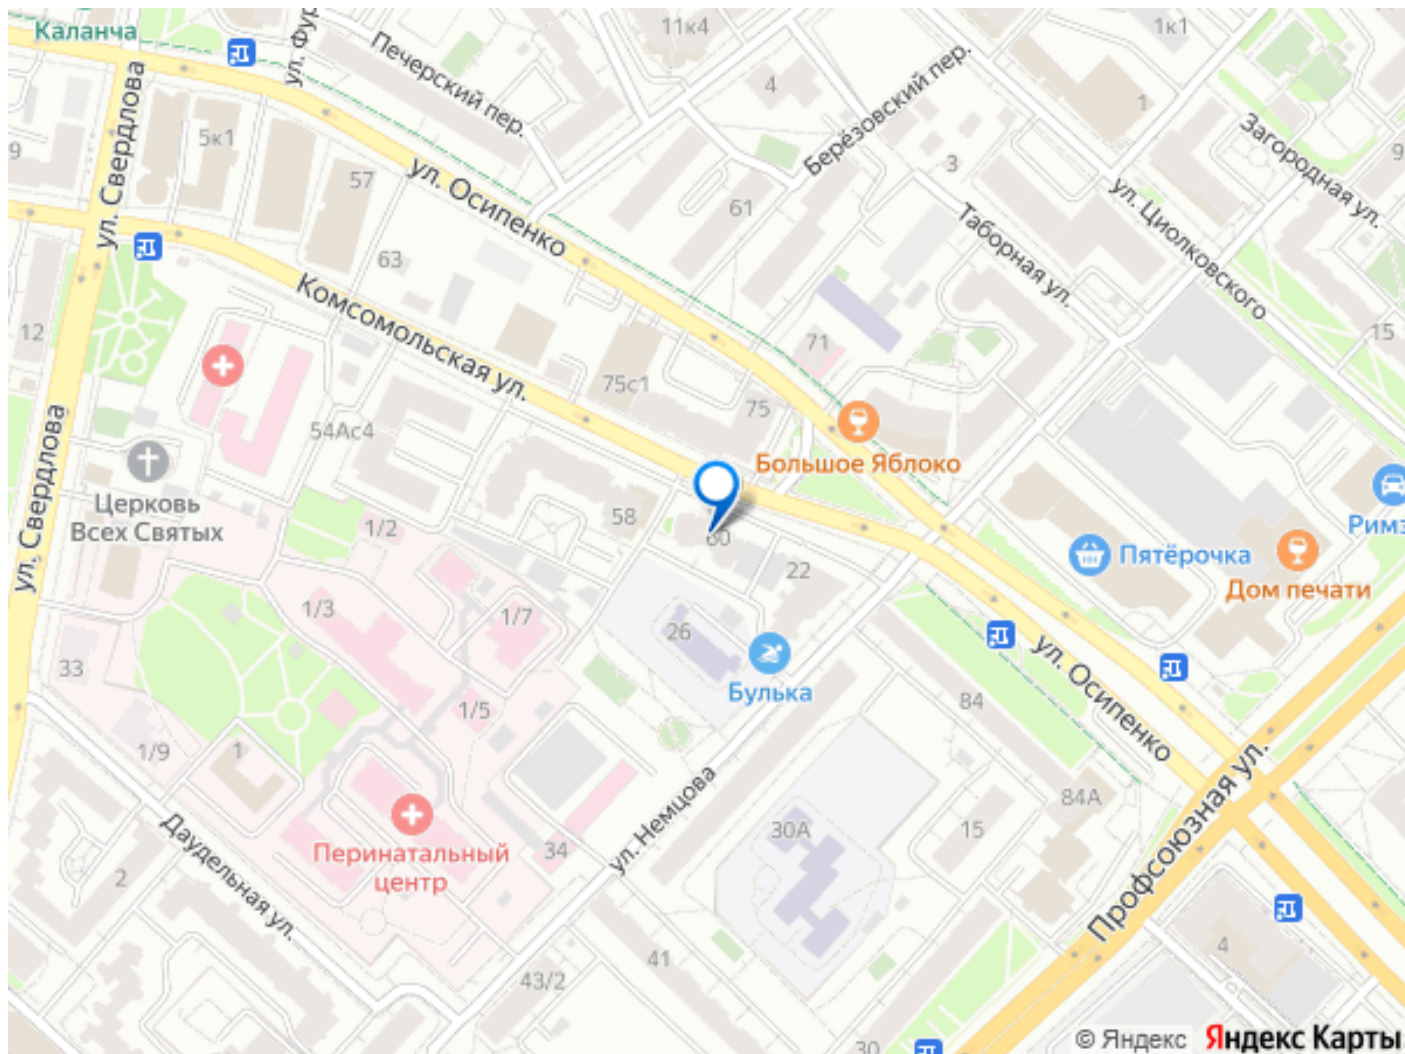 Каланча
ул. Фур
11к4
1к1
Печерский пер.
4
Берёзовский пер.
1
Загородная ул.
9
9
ул. Свердлова
5к1
57
ул. Осипенко
61
3
Таборная ул.
ул. Циолковского
63
Комсомольская ул.
12
71
15
75с1
75
54Ас4
Большое Яблоко
Церковь
Всех Святых
ул. Свердлова
1/2
58
60
22
Пятёрочка
Римэ
Дом печати
1/3
1/7
26
Булька
ул. Осипенко
33
1/5
84
1/9
1
Профсоюзная ул.
84А
Перинатальный
центр
34
ул. Немцова
30А
15
Даудельная ул.
2
41
43/2
4
30
© Яндекс Яндекс Карты